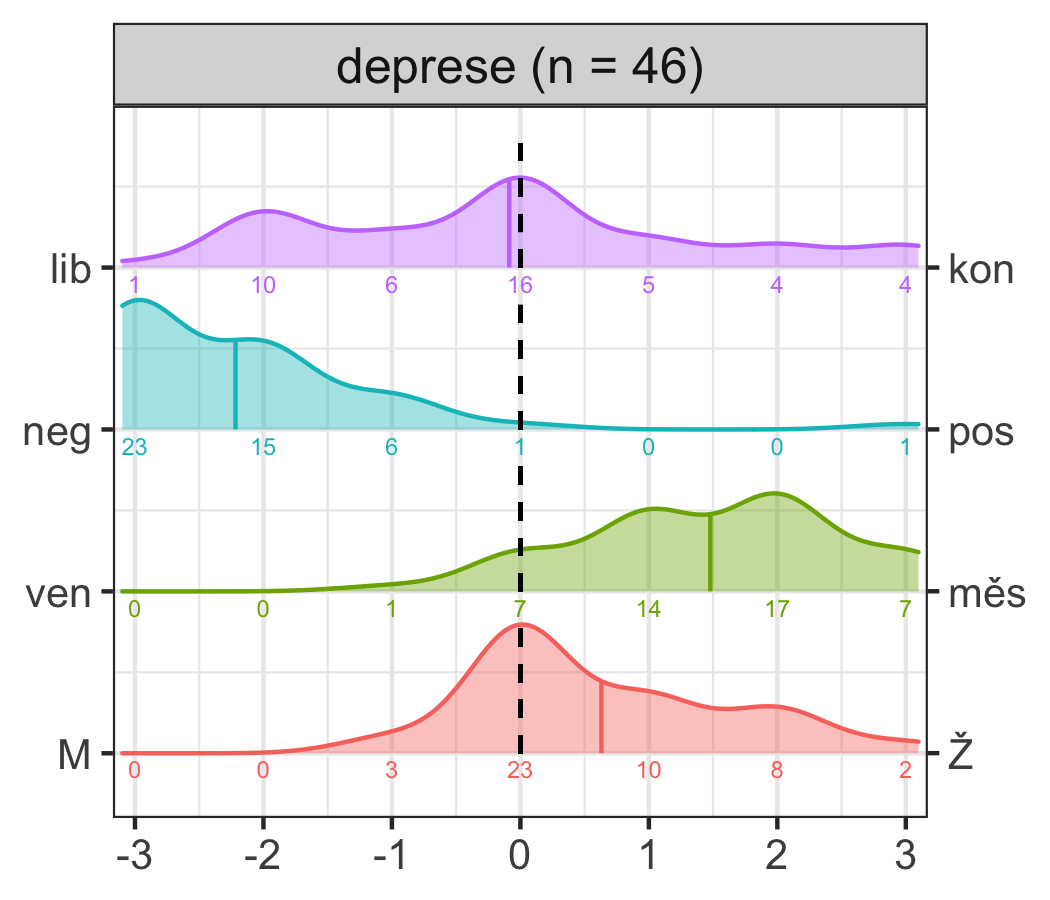 deprese (n = 46)
lib kon
1 10 6 16 5 4 4
neg pos
23 15 6 1 0 0 1
ven měs
0 0 1 7 14 17 7
M Ž
0 0 3 23 10 8 2
-3 -2 -1 0 1 2 3